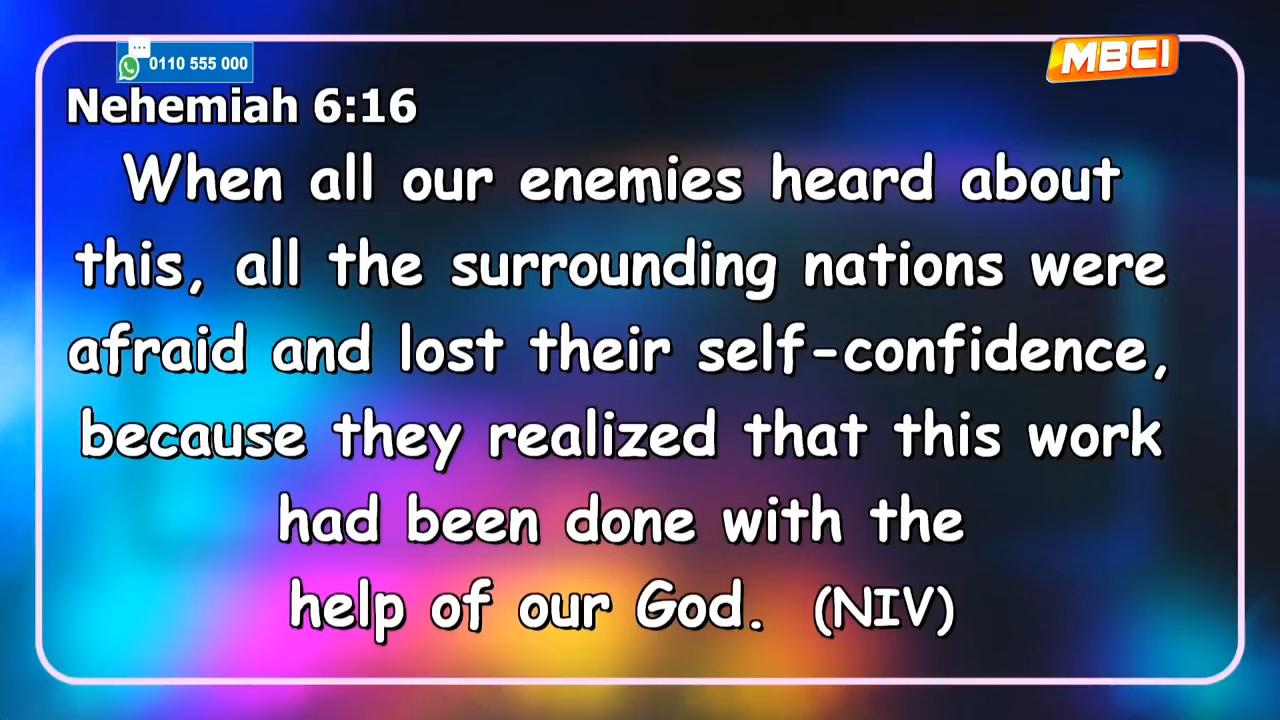 0110 555 000
MBCI
Nehemiah 6:16
When all our enemies heard about
this, all the surrounding nations were
afraid and lost their self-confidence,
because they realized that this work
had been done with the
help of our God. (NIV)